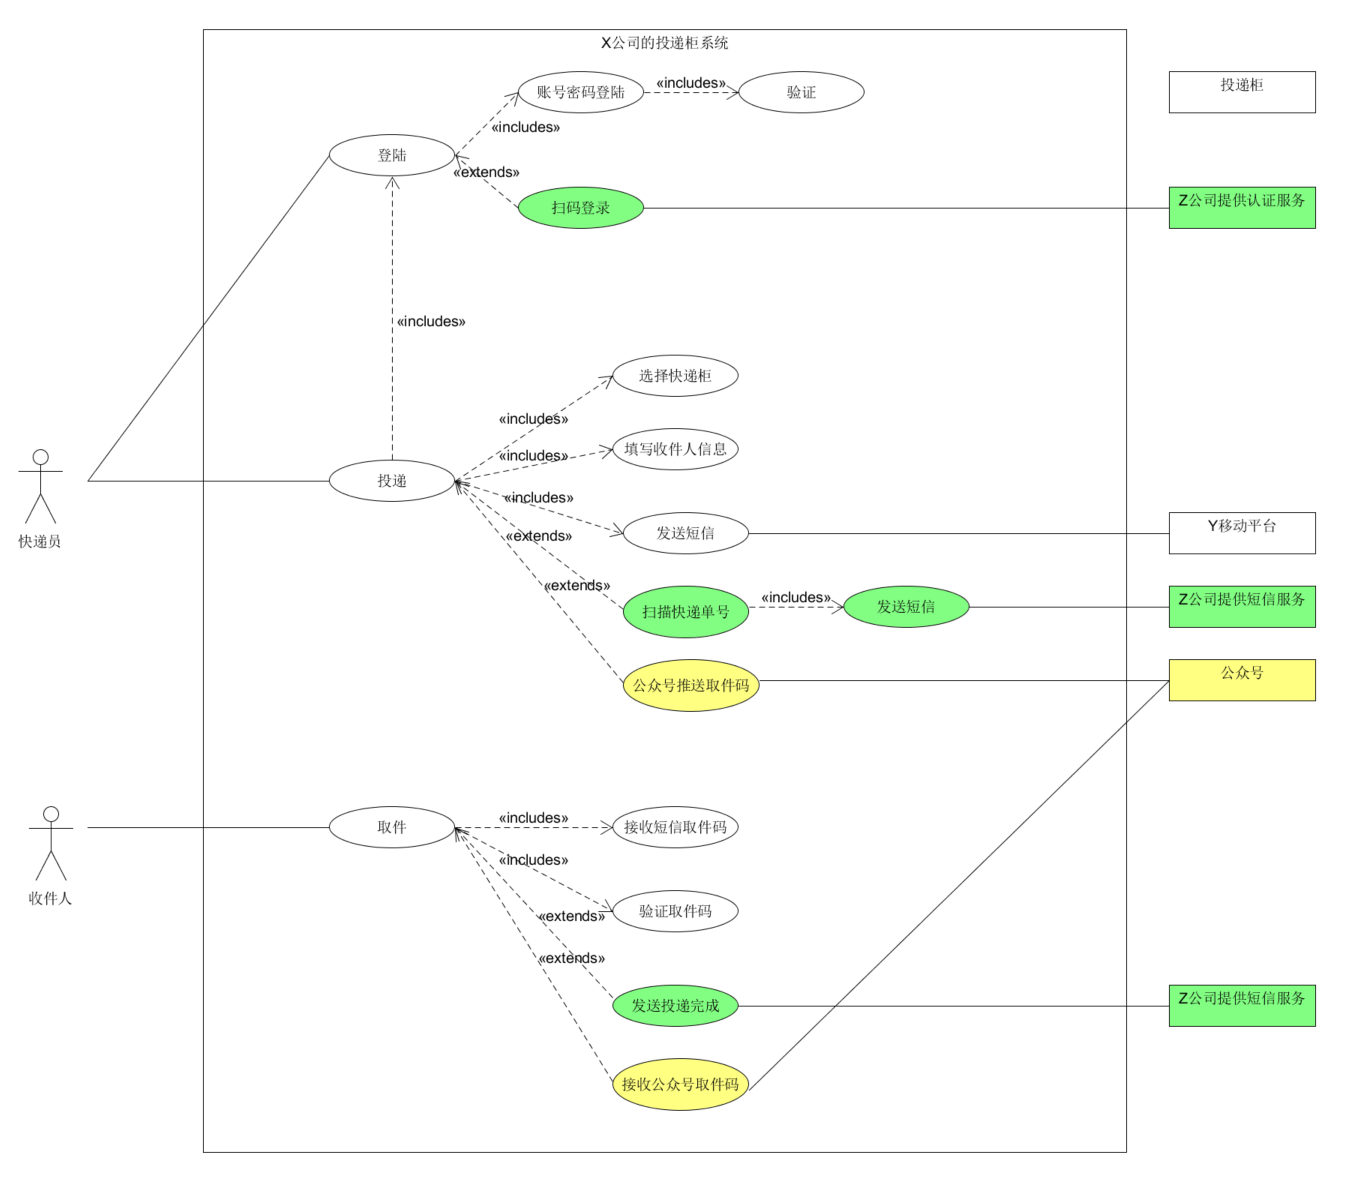 X公司的投递柜系统
账号密码登陆
«includes»
验证
投递柜
«includes»
登陆
«extends»
扫码登录
Z公司提供认证服务
«includes»
选择快递柜
«includes»
填写收件人信息
«includes»
投递
«includes»
发送短信
Y移动平台
«extends»
快递员
«extends»
扫描快递单号
«includes»
发送短信
Z公司提供短信服务
公众号推送取件码
公众号
取件
«includes»
接收短信取件码
«includes»
收件人
验证取件码
«extends»
«extends»
发送投递完成
Z公司提供短信服务
接收公众号取件码